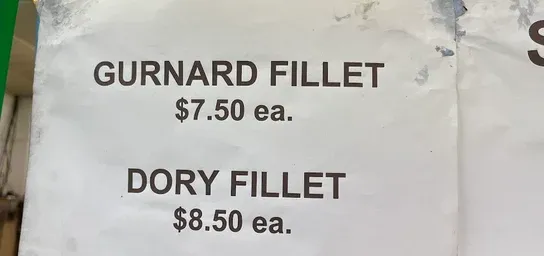 GURNARD FILLET
$7.50 ea.
DORY FILLET
$8.50 ea.